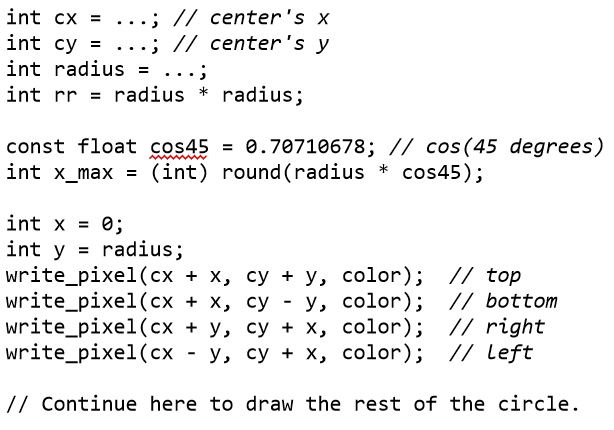 int cx = ...; // center's x
int cy = ...; // center's y
int radius = ...;
int rr = radius * radius;
const float cos45 = 0.70710678; // cos(45 degrees)
int x_max = (int) round(radius * cos45);
int x = 0;
int y = radius;
write_pixel(cx + x, cy + y, color);  // top
write_pixel(cx + x, cy - y, color);  // bottom
write_pixel(cx + y, cy + x, color);  // right
write_pixel(cx - y, cy + x, color);  // left
// Continue here to draw the rest of the circle.